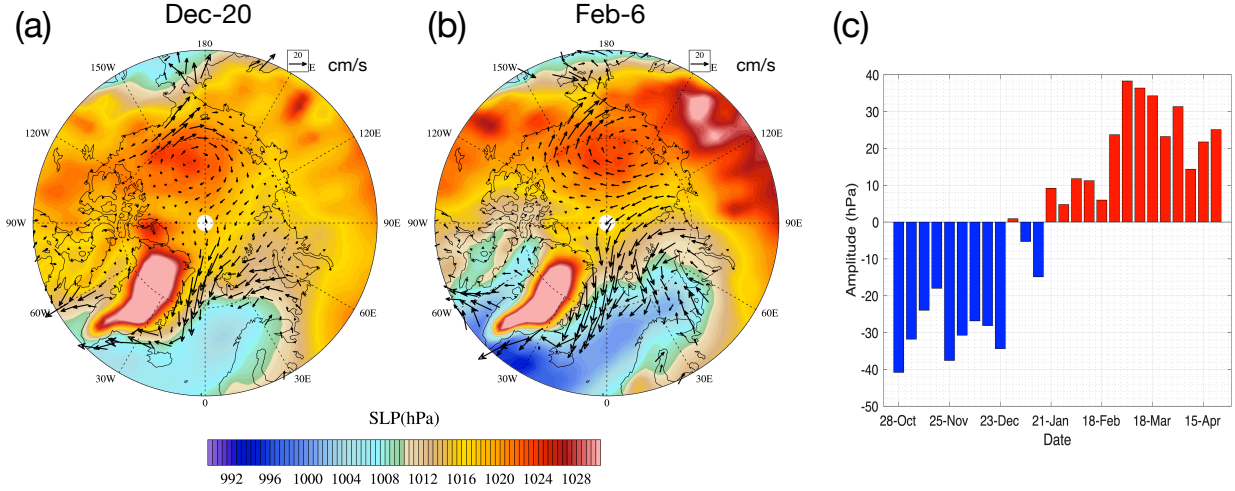 (a) Dec-20
180
150W
120W
90W
60W
30W
0
30E
60E
90E
120E
20
E
cm/s
(b) Feb-6
180
150W
120W
90W
60W
30W
0
30E
60E
90E
120E
20
E
cm/s
SLP(hPa)
992 996 1000 1004 1008 1012 1016 1020 1024 1028
(c)
Amplitude (hPa)
40
30
20
10
0
-10
-20
-30
-40
-50
28-Oct 25-Nov 23-Dec 21-Jan 18-Feb 18-Mar 15-Apr
Date